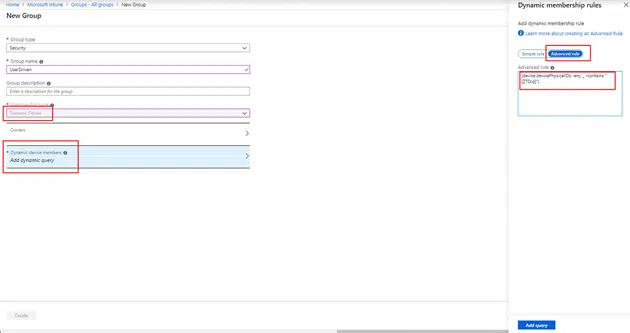 Home > Microsoft Intune > Groups - All groups > New Group
New Group
* Group type
Security
* Group name
UserDriven
Group description
Enter a description for the group
Dynamic Device
Owners
* Dynamic device members
Add dynamic query
Create
Dynamic membership rules
Add dynamic membership rule
Learn more about creating an Advanced Rule
Simple rule
Advanced rule
Advanced rule
(device.devicePhysicalIDs -any _ -contains "
[ZTDId]")
Add query